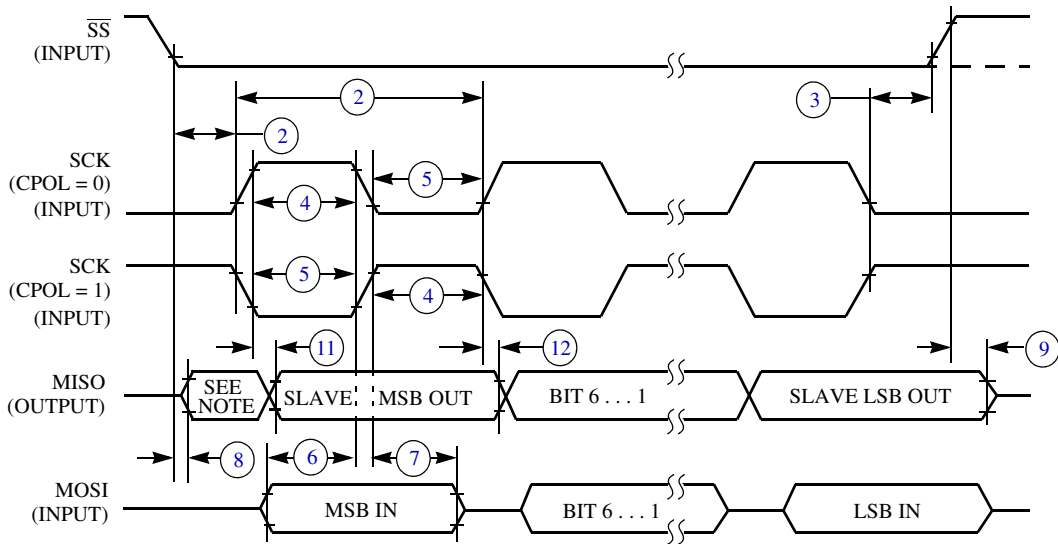 SS
(INPUT)
2
3
2
SCK
(CPOL = 0)
(INPUT)
5
4
SCK
(CPOL = 1)
(INPUT)
5
4
11
12
9
MISO
(OUTPUT)
SEE
NOTE
SLAVE
MSB OUT
BIT 6 . . . 1
SLAVE LSB OUT
8
6
7
MOSI
(INPUT)
MSB IN
BIT 6 . . . 1
LSB IN